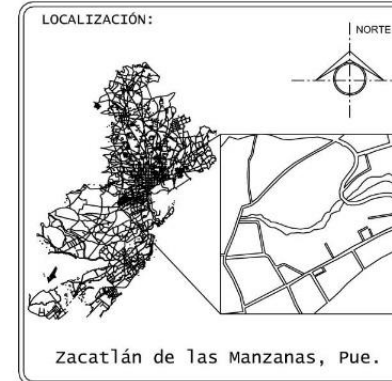 LOCALIZACIÓN:
NORTE
Zacatlán de las Manzanas, Pue.